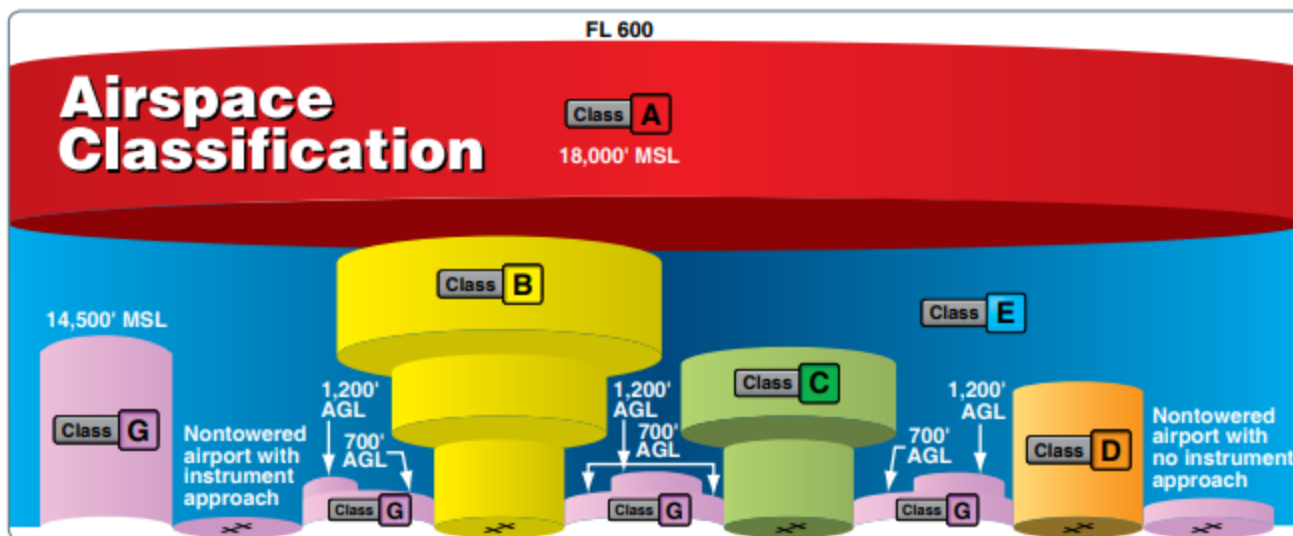 FL 600
Airspace
Classification
Class A
18,000' MSL
Class B
Class E
14,500' MSL
Class C
1,200'
AGL
1,200'
AGL
1,200'
AGL
Class G
Nontowered
airport with
instrument
approach
700'
AGL
700'
AGL
700'
AGL
Class D
Nontowered
airport with
no instrument
approach
Class G
Class G
Class G